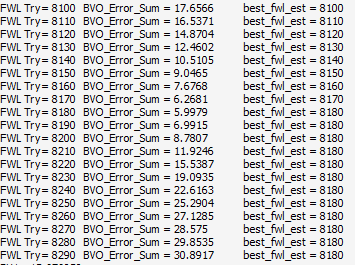 FWL Try= 8100 BVO_Error_Sum = 17.6566 best_fwl_est = 8100
FWL Try= 8110 BVO_Error_Sum = 16.5371 best_fwl_est = 8110
FWL Try= 8120 BVO_Error_Sum = 14.8704 best_fwl_est = 8120
FWL Try= 8130 BVO_Error_Sum = 12.4602 best_fwl_est = 8130
FWL Try= 8140 BVO_Error_Sum = 10.5105 best_fwl_est = 8140
FWL Try= 8150 BVO_Error_Sum = 9.0465 best_fwl_est = 8150
FWL Try= 8160 BVO_Error_Sum = 7.6768 best_fwl_est = 8160
FWL Try= 8170 BVO_Error_Sum = 6.2681 best_fwl_est = 8170
FWL Try= 8180 BVO_Error_Sum = 5.9979 best_fwl_est = 8180
FWL Try= 8190 BVO_Error_Sum = 6.9915 best_fwl_est = 8180
FWL Try= 8200 BVO_Error_Sum = 8.7807 best_fwl_est = 8180
FWL Try= 8210 BVO_Error_Sum = 11.9246 best_fwl_est = 8180
FWL Try= 8220 BVO_Error_Sum = 15.5387 best_fwl_est = 8180
FWL Try= 8230 BVO_Error_Sum = 19.0935 best_fwl_est = 8180
FWL Try= 8240 BVO_Error_Sum = 22.6163 best_fwl_est = 8180
FWL Try= 8250 BVO_Error_Sum = 25.2904 best_fwl_est = 8180
FWL Try= 8260 BVO_Error_Sum = 27.1285 best_fwl_est = 8180
FWL Try= 8270 BVO_Error_Sum = 28.575 best_fwl_est = 8180
FWL Try= 8280 BVO_Error_Sum = 29.8535 best_fwl_est = 8180
FWL Try= 8290 BVO_Error_Sum = 30.8917 best_fwl_est = 8180